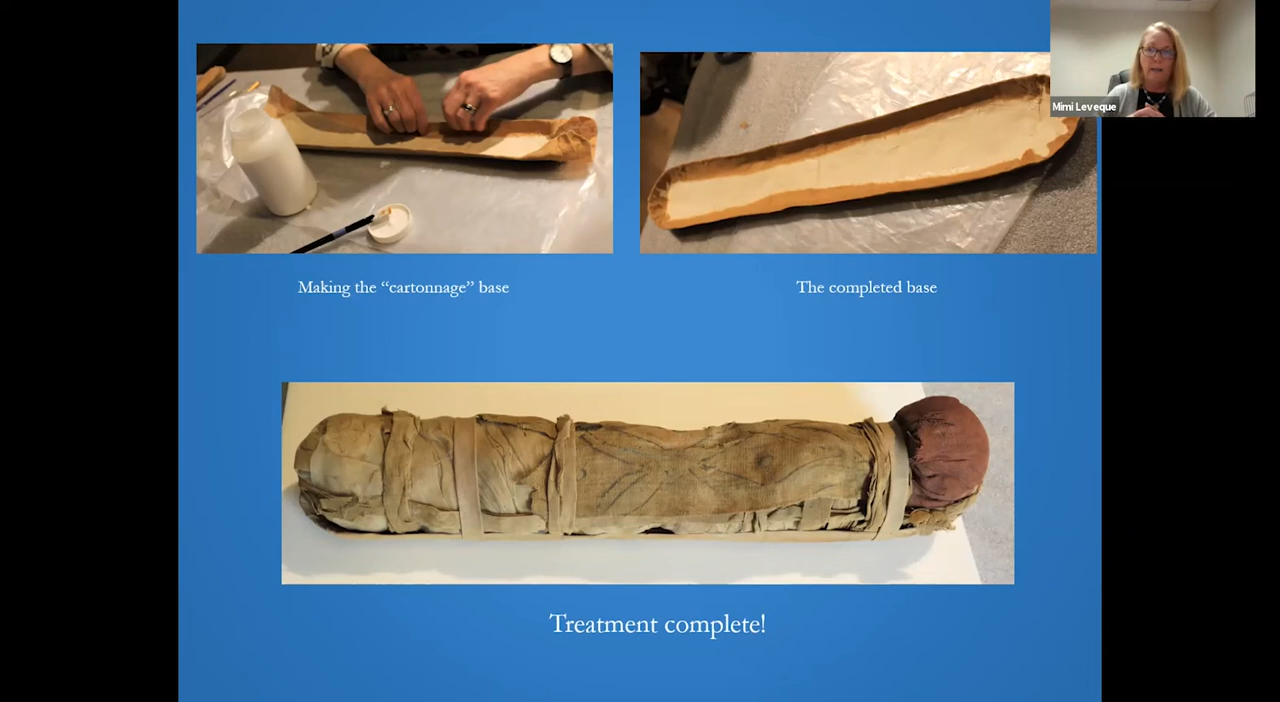 Mimi Leveque
Making the “cartonnage” base
The completed base
Treatment complete!